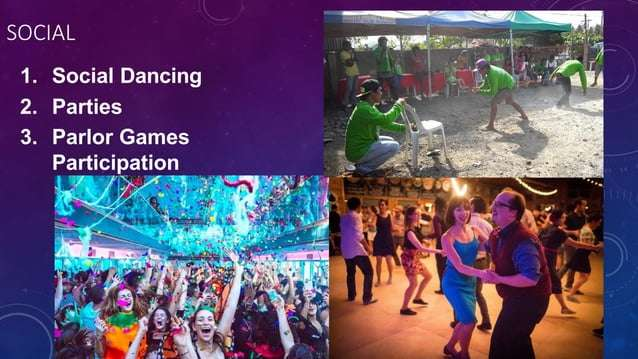 SOCIAL
1. Social Dancing
2. Parties
3. Parlor Games
Participation